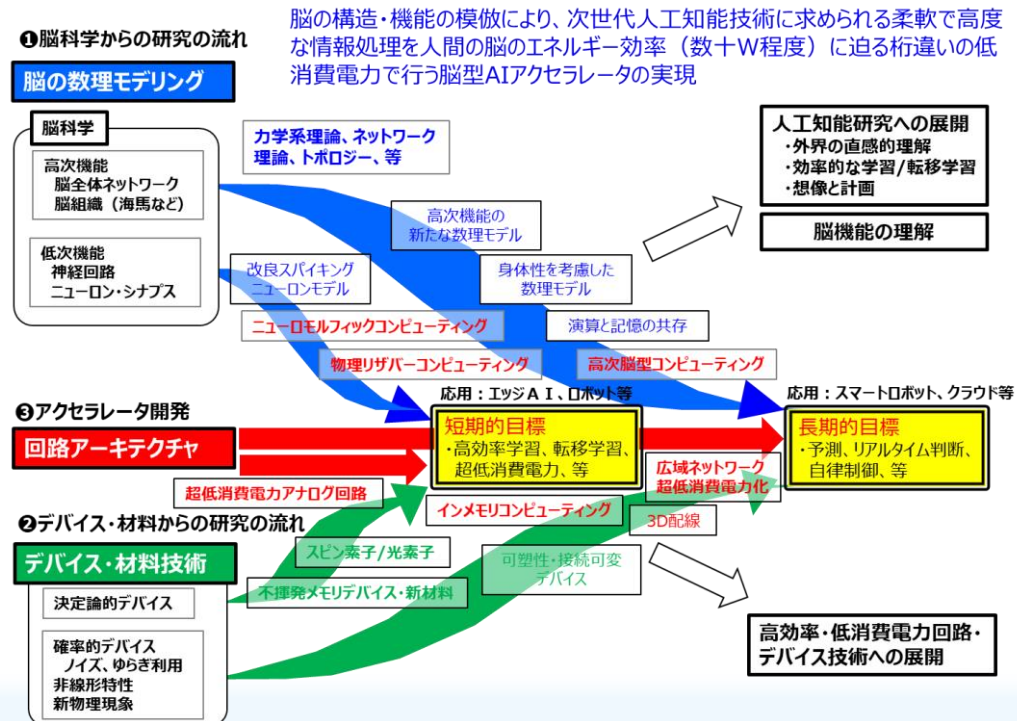 脳の構造・機能の模倣により、次世代人工知能技術に求められる柔軟で高度
な情報処理を人間の脳のエネルギー効率（数十W程度）に迫る桁違いの低
消費電力で行う脳型AIアクセラレータの実現
❶脳科学からの研究の流れ
脳の数理モデリング
脳科学
高次機能
脳全体ネットワーク
脳組織（海馬など）
低次機能
神経回路
ニューロン・シナプス
力学系理論、ネットワーク
理論、トポロジー、等
高次機能の
新たな数理モデル
改良スパイキング
ニューロンモデル
身体性を考慮した
数理モデル
ニューロモルフィックコンピューティング
演算と記憶の共存
物理リザバーコンピューティング
高次脳型コンピューティング
人工知能研究への展開
・外界の直感的理解
・効率的な学習/転移学習
・想像と計画
脳機能の理解
❸アクセラレータ開発
回路アーキテクチャ
応用：エッジＡＩ、ロボット等
短期的目標
・高効率学習、転移学習、
超低消費電力、等
応用：スマートロボット、クラウド等
長期的目標
・予測、リアルタイム判断、
自律制御、等
超低消費電力アナログ回路
広域ネットワーク
超低消費電力化
インメモリコンピューティング
3D配線
❷デバイス・材料からの研究の流れ
デバイス・材料技術
決定論的デバイス
確率的デバイス
ノイズ、ゆらぎ利用
非線形特性
新物理現象
スピン素子/光素子
不揮発メモリデバイス・新材料
可塑性・接続可変
デバイス
高効率・低消費電力回路・
デバイス技術への展開